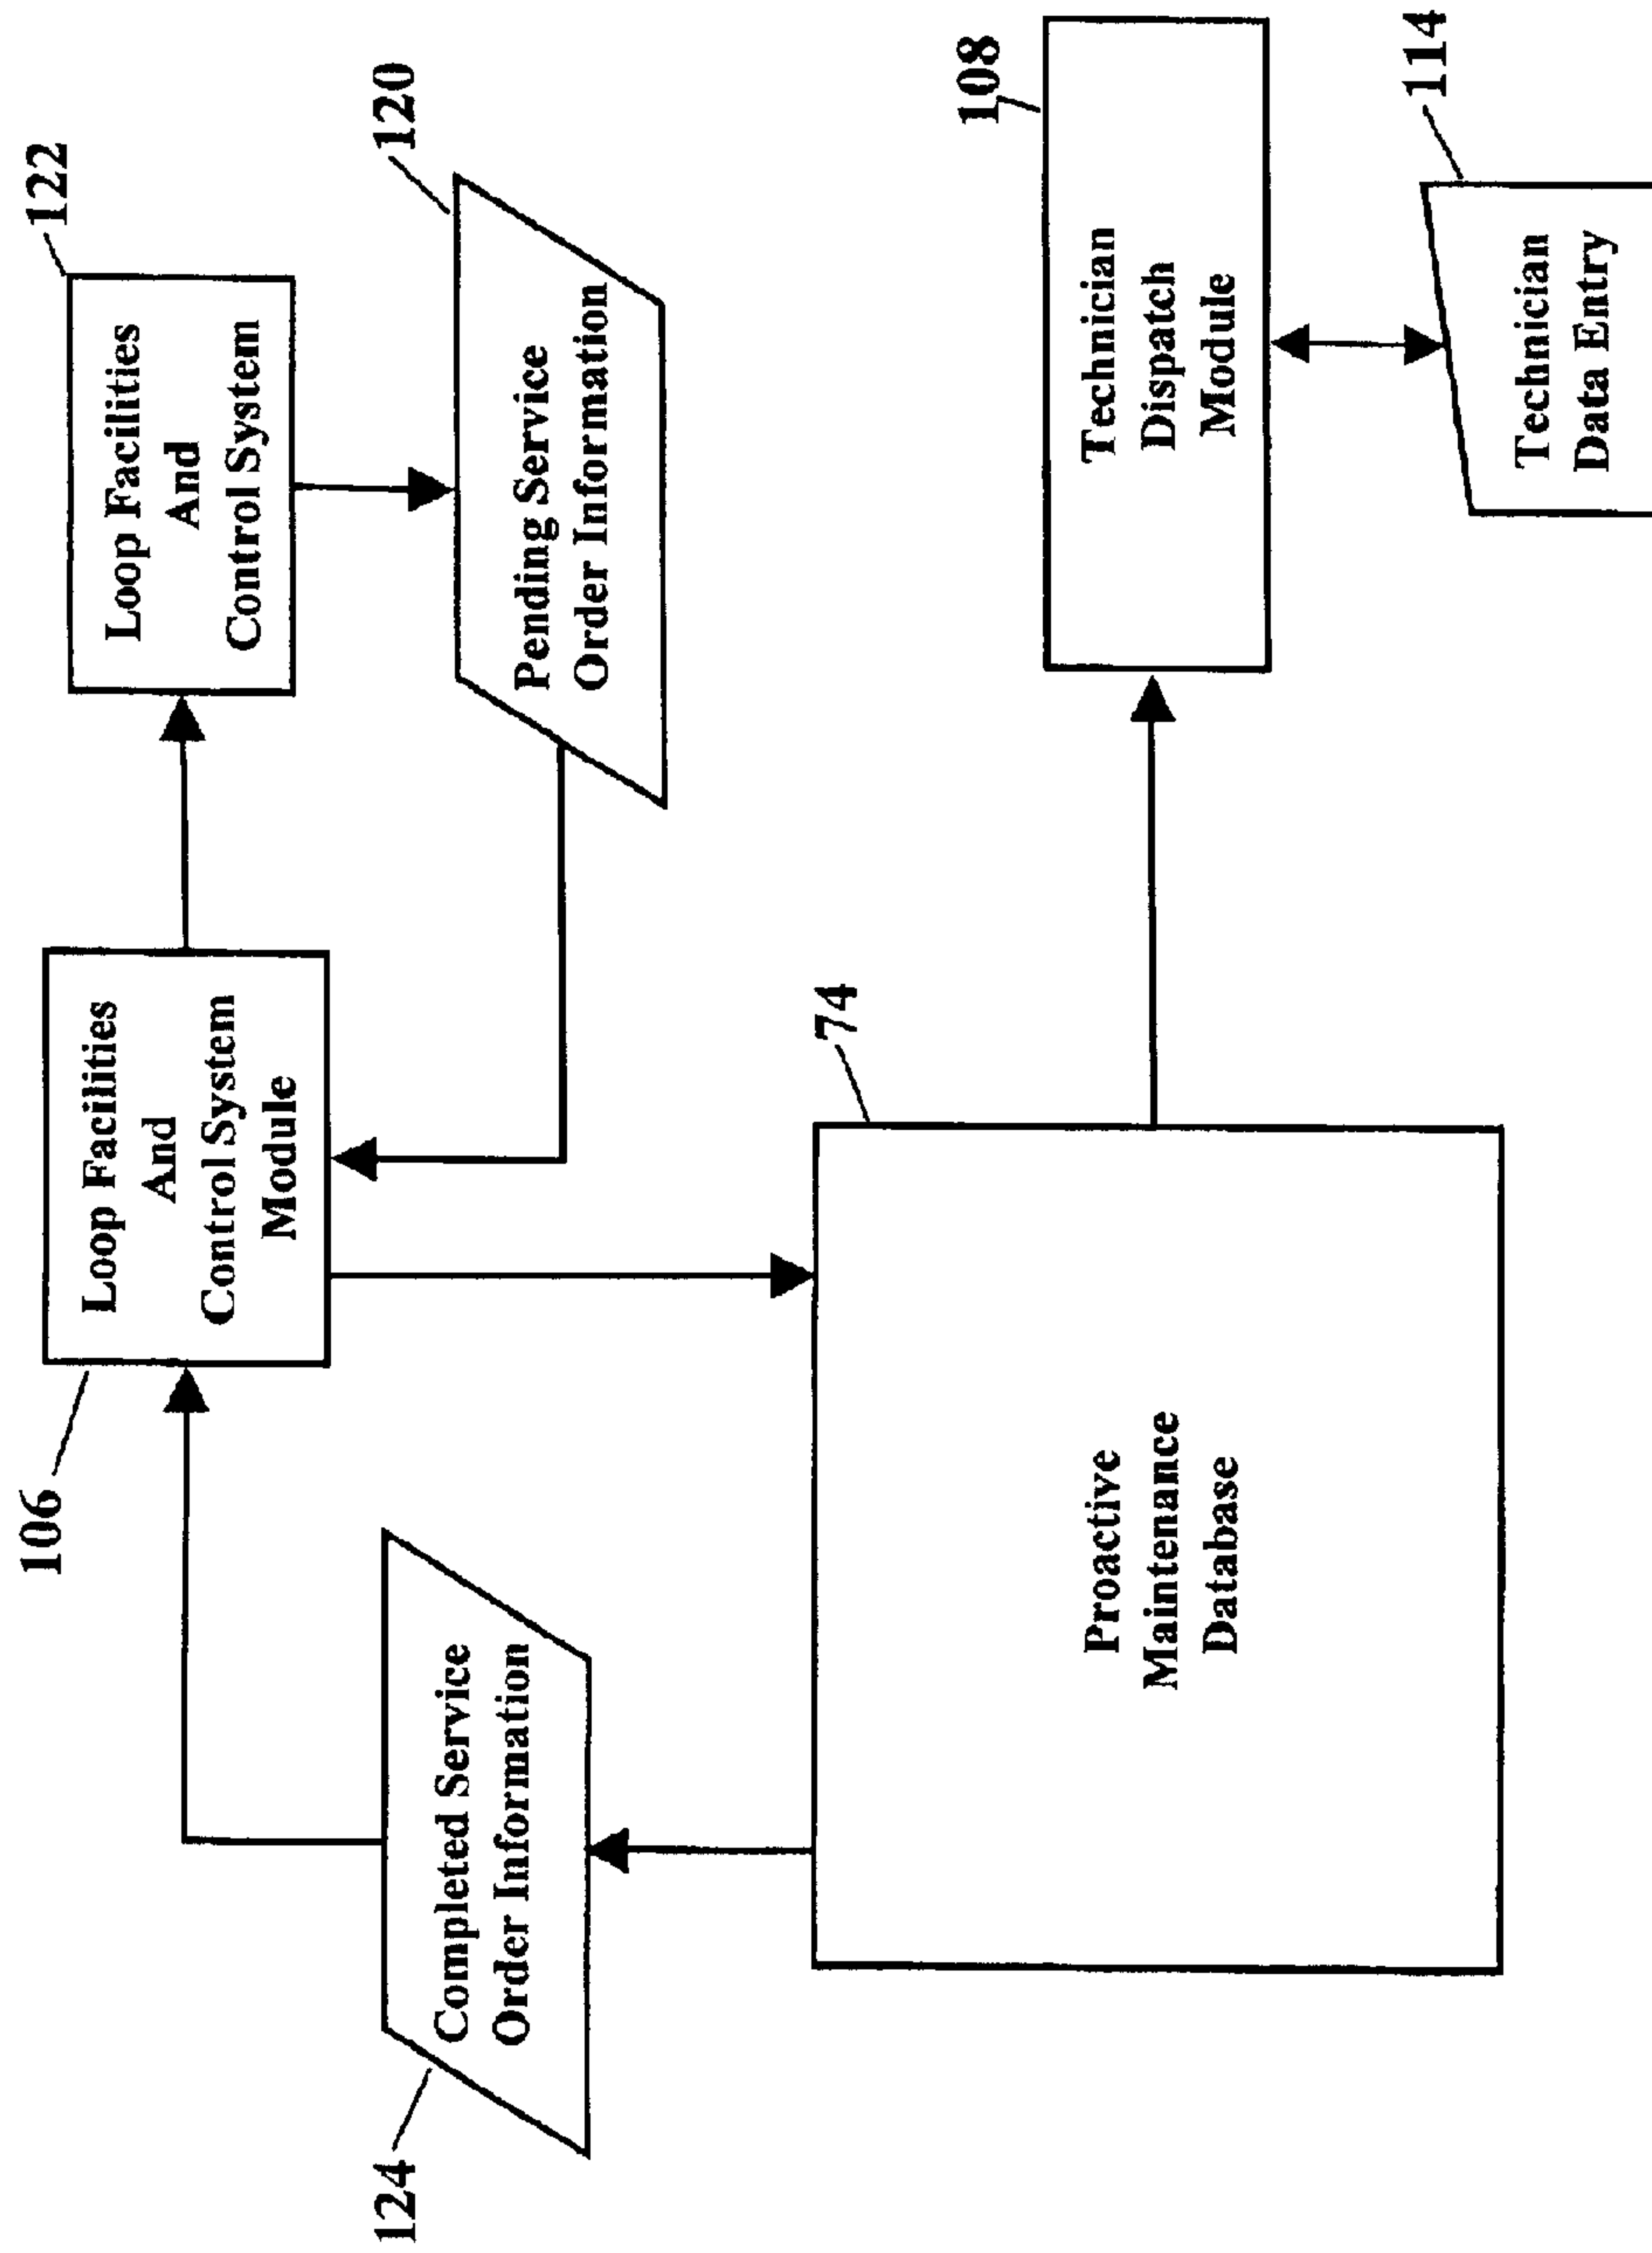 106
Loop Facilities
And
Control System
Module
122
Loop Facilities
And
Control System
124
Completed Service
Order Information
120
Pending Service
Order Information
74
Proactive
Maintenance
Database
108
Technician
Dispatch
Module
114
Technician
Data Entry